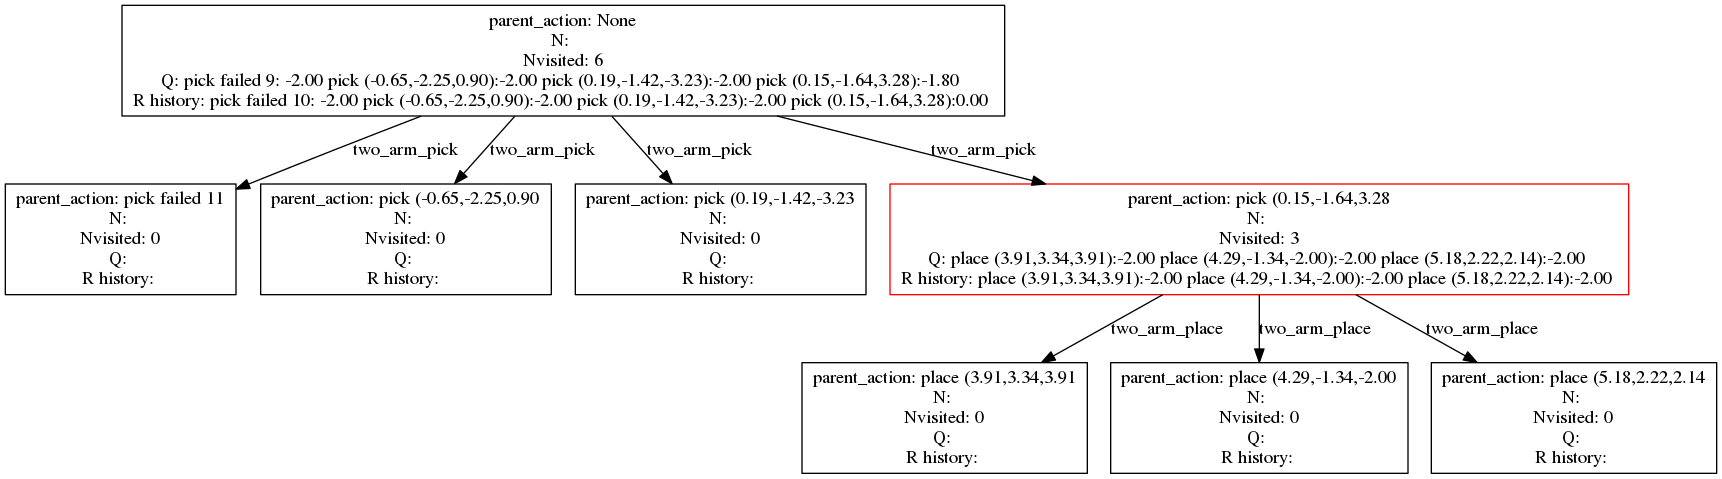 parent_action: None
N:
Nvisited: 6
Q: pick failed 9: -2.00 pick (-0.65,-2.25,0.90):-2.00 pick (0.19,-1.42,-3.23):-2.00 pick (0.15,-1.64,3.28):-1.80
R history: pick failed 10: -2.00 pick (-0.65,-2.25,0.90):-2.00 pick (0.19,-1.42,-3.23):-2.00 pick (0.15,-1.64,3.28):0.00
two_arm_pick
two_arm_pick
two_arm_pick
two_arm_pick
parent_action: pick failed 11
N:
Nvisited: 0
Q:
R history:
parent_action: pick (-0.65,-2.25,0.90
N:
Nvisited: 0
Q:
R history:
parent_action: pick (0.19,-1.42,-3.23
N:
Nvisited: 0
Q:
R history:
parent_action: pick (0.15,-1.64,3.28
N:
Nvisited: 3
Q: place (3.91,3.34,3.91):-2.00 place (4.29,-1.34,-2.00):-2.00 place (5.18,2.22,2.14):-2.00
R history: place (3.91,3.34,3.91):-2.00 place (4.29,-1.34,-2.00):-2.00 place (5.18,2.22,2.14):-2.00
two_arm_place
two_arm_place
two_arm_place
parent_action: place (3.91,3.34,3.91
N:
Nvisited: 0
Q:
R history:
parent_action: place (4.29,-1.34,-2.00
N:
Nvisited: 0
Q:
R history:
parent_action: place (5.18,2.22,2.14
N:
Nvisited: 0
Q:
R history: